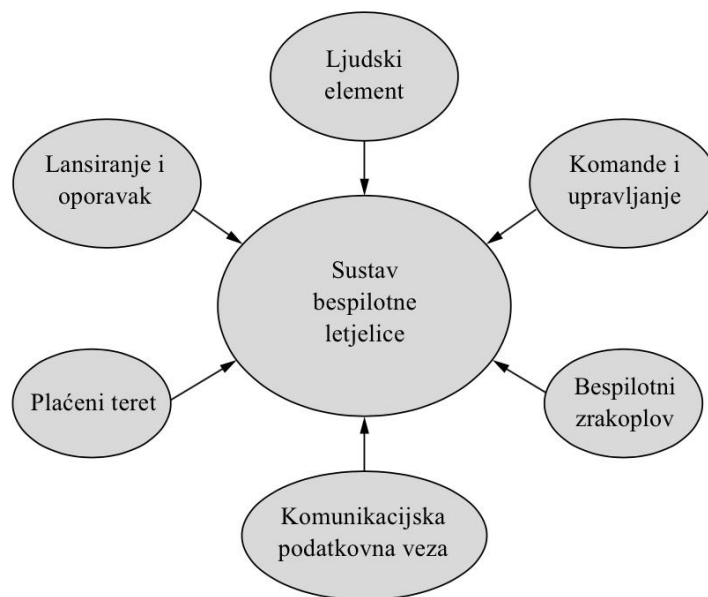 Ljudski
element
Lansiranje i
oporavak
Komande i
upravljanje
Sustav
bespilotne
letjelice
Plaćeni teret
Bespilotni
zrakoplov
Komunikacijska
podatkovna veza